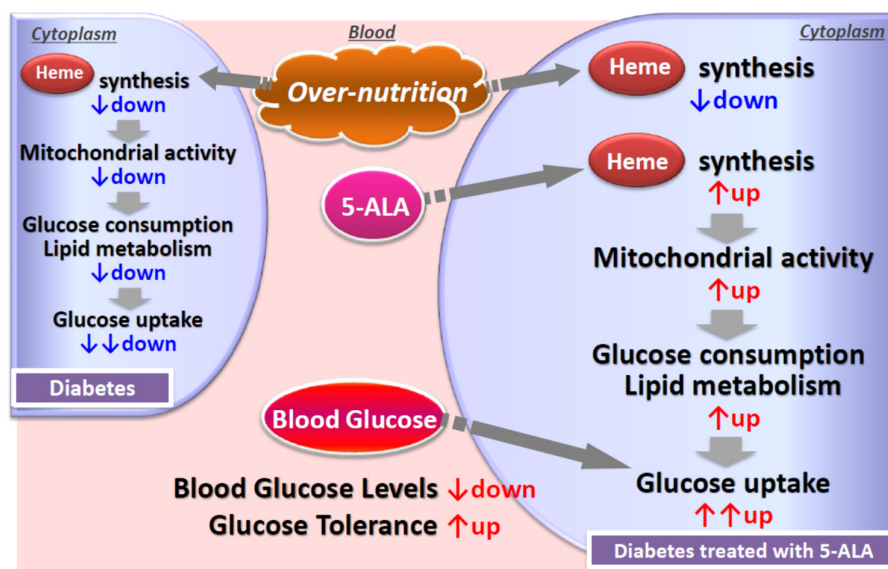 Cytoplasm
Heme synthesis
↓down
Mitochondrial activity
↓down
Glucose consumption
Lipid metabolism
↓down
Glucose uptake
↓↓down
Diabetes
Blood
Over-nutrition
5-ALA
Blood Glucose
Blood Glucose Levels ↓down
Glucose Tolerance ↑up
Cytoplasm
Heme synthesis
↓down
Heme synthesis
↑up
Mitochondrial activity
↑up
Glucose consumption
Lipid metabolism
↑up
Glucose uptake
↑↑up
Diabetes treated with 5-ALA